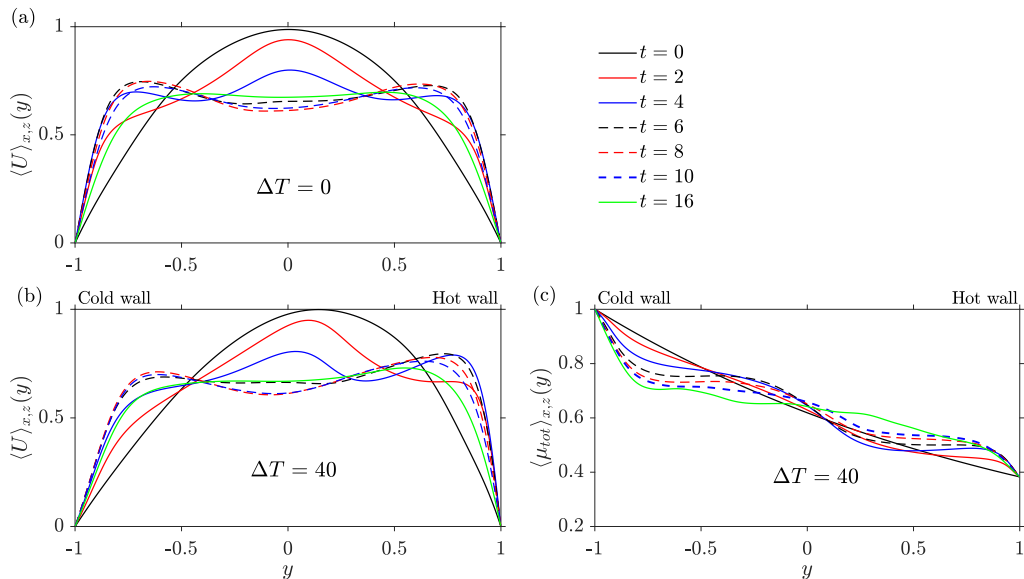 (a)
1
0.5
0
⟨U⟩x,z(y)
ΔT = 0
-1 -0.5 0 0.5 1
t = 0
t = 2
t = 4
t = 6
t = 8
t = 10
t = 16
(b)
Cold wall Hot wall
1
0.5
0
⟨U⟩x,z(y)
ΔT = 40
-1 -0.5 0 0.5 1
y
(c)
Cold wall Hot wall
1
0.8
0.6
0.4
0.2
⟨μtot⟩x,z(y)
ΔT = 40
-1 -0.5 0 0.5 1
y